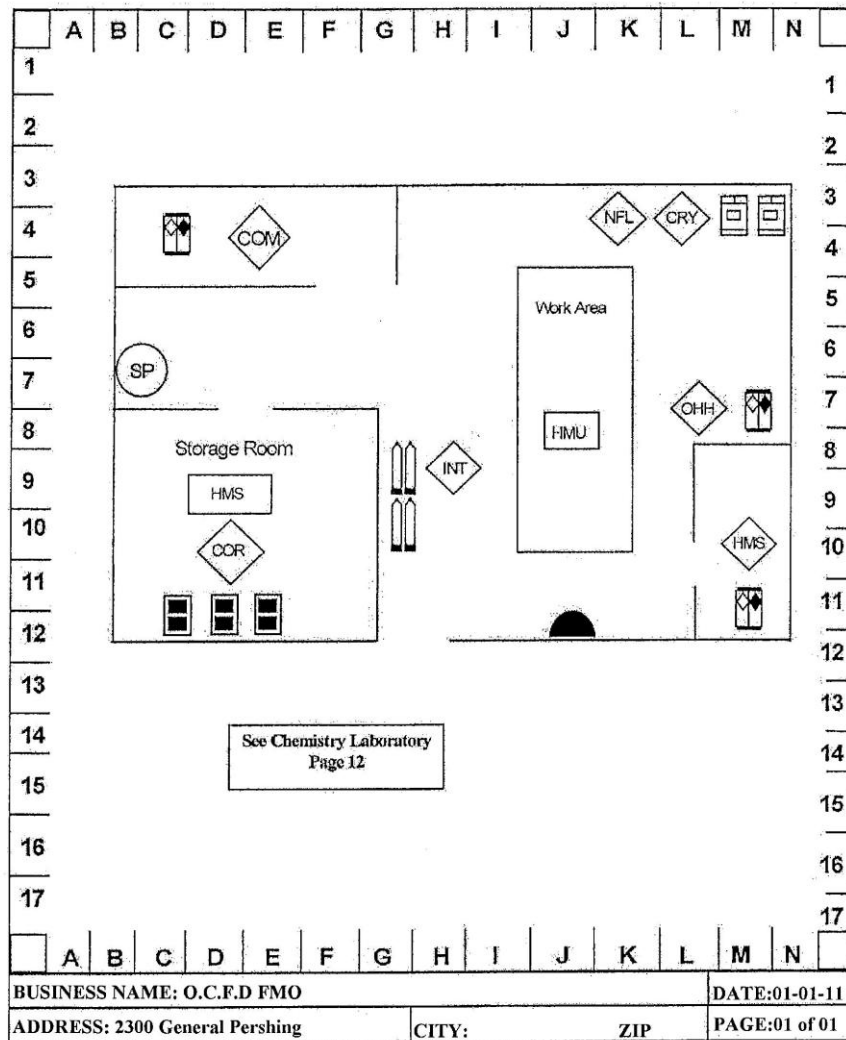 A B C D E F G H I J K L M N
1 1
2 2
3 3
NFL CRY
4 COM 4
5 5
Work Area
6 6
SP
7 7
OHH
8 HMU 8
Storage Room
INT
9 HMS 9
10 10
COR HMS
11 11
12 12
13 13
14 See Chemistry Laboratory 14
Page 12
15 15
16 16
17 17
A B C D E F G H I J K L M N
BUSINESS NAME: O.C.F.D FMO DATE:01-01-11
ADDRESS: 2300 General Pershing CITY: ZIP PAGE:01 of 01